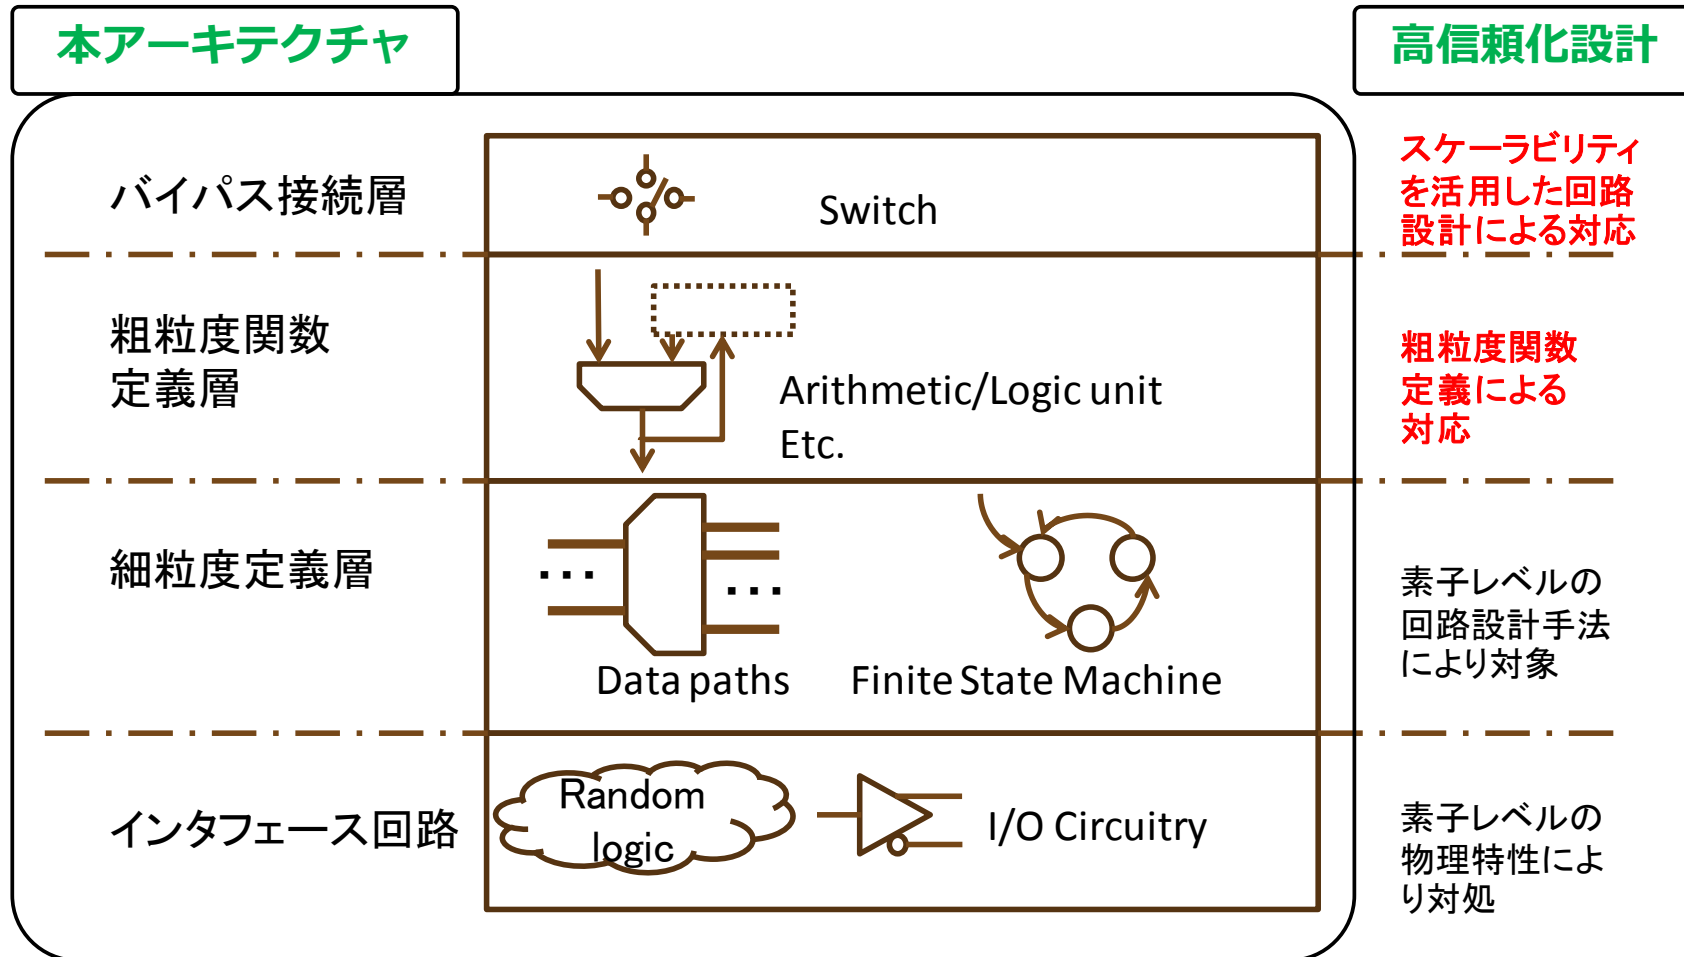 本アーキテクチャ
高信頼化設計
バイパス接続層
Switch
スケーラビリティ
を活用した回路
設計による対応
粗粒度関数
定義層
Arithmetic/Logic unit
Etc.
粗粒度関数
定義による
対応
細粒度定義層
...
...
Data paths
Finite State Machine
素子レベルの
回路設計手法
により対象
インタフェース回路
Random
logic
I/O Circuitry
素子レベルの
物理特性によ
り対処